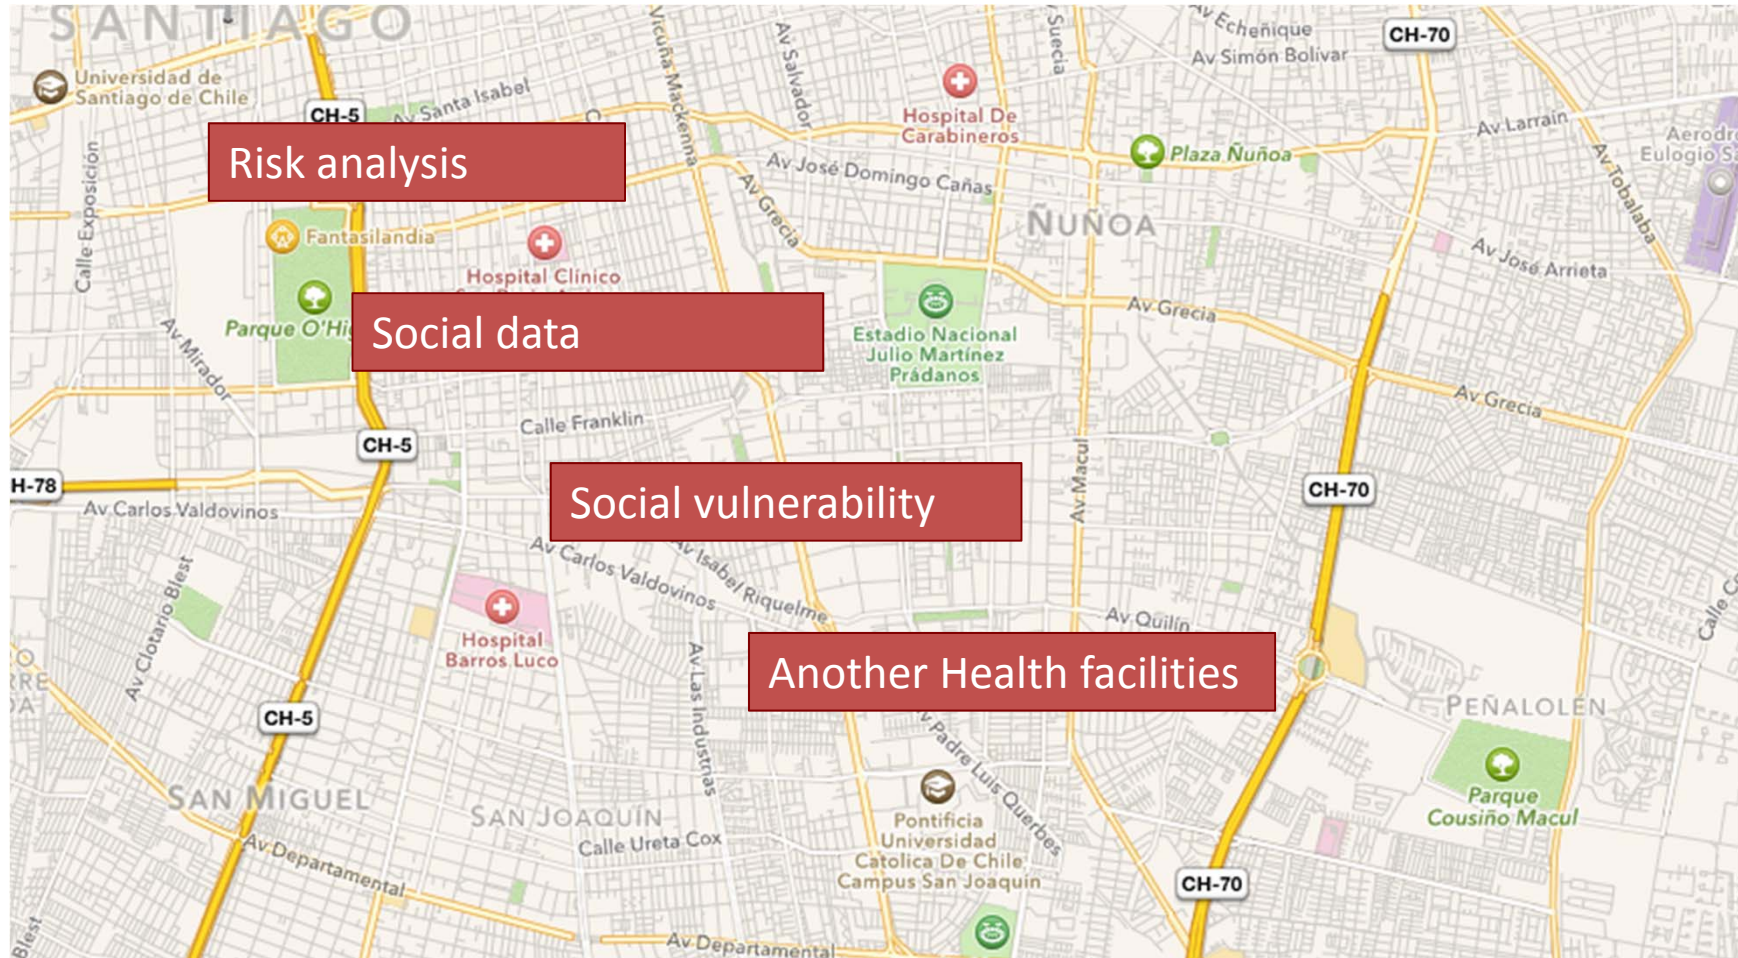 SANTIAGO
Universidad de
Santiago de Chile
CH-5
Av Santa Isabel
Vicuña Mackenna
Av Salvador
Suecia
Av Echeñique
Av Simón Bolívar
CH-70
Hospital De
Carabineros
Plaza Ñuñoa
Av Larraín
Av Tobalaba
Risk analysis
Av José Domingo Cañas
Calle Exposición
Fantasilandia
Av Grecia
ÑUÑOA
Av José Arrieta
Hospital Clínico
Parque O'Hi
Social data
Estadio Nacional
Julio Martínez
Prádanos
Av Grecia
Av Mirador
Av Grecia
Calle Franklin
CH-5
H-78
Av Macul
CH-70
Av Carlos Valdovinos
Social vulnerability
Av Carlos Valdovinos
Av Isabel Riquelme
Av Clotario Blest
Hospital
Barros Luco
Av Quilín
Calle
Av Las Industrias
Another Health facilities
CH-5
PEÑALOLÉN
Av Padre Luis Querbes
SAN MIGUEL
SAN JOAQUÍN
Calle Ureta Cox
Pontificia
Universidad
Catolica De Chile,
Campus San Joaquín
Parque
Cousiño Macul
Av Departamental
CH-70
Av Departamental
Blest